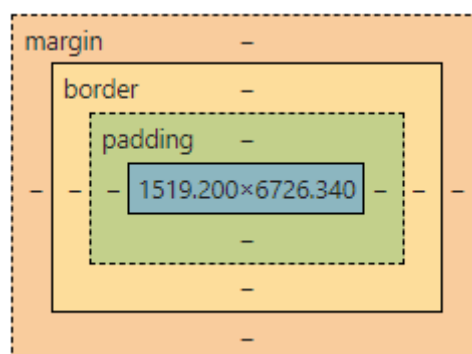 margin –
border –
padding –
– – – 1519.200×6726.340 – – –
–
–
–